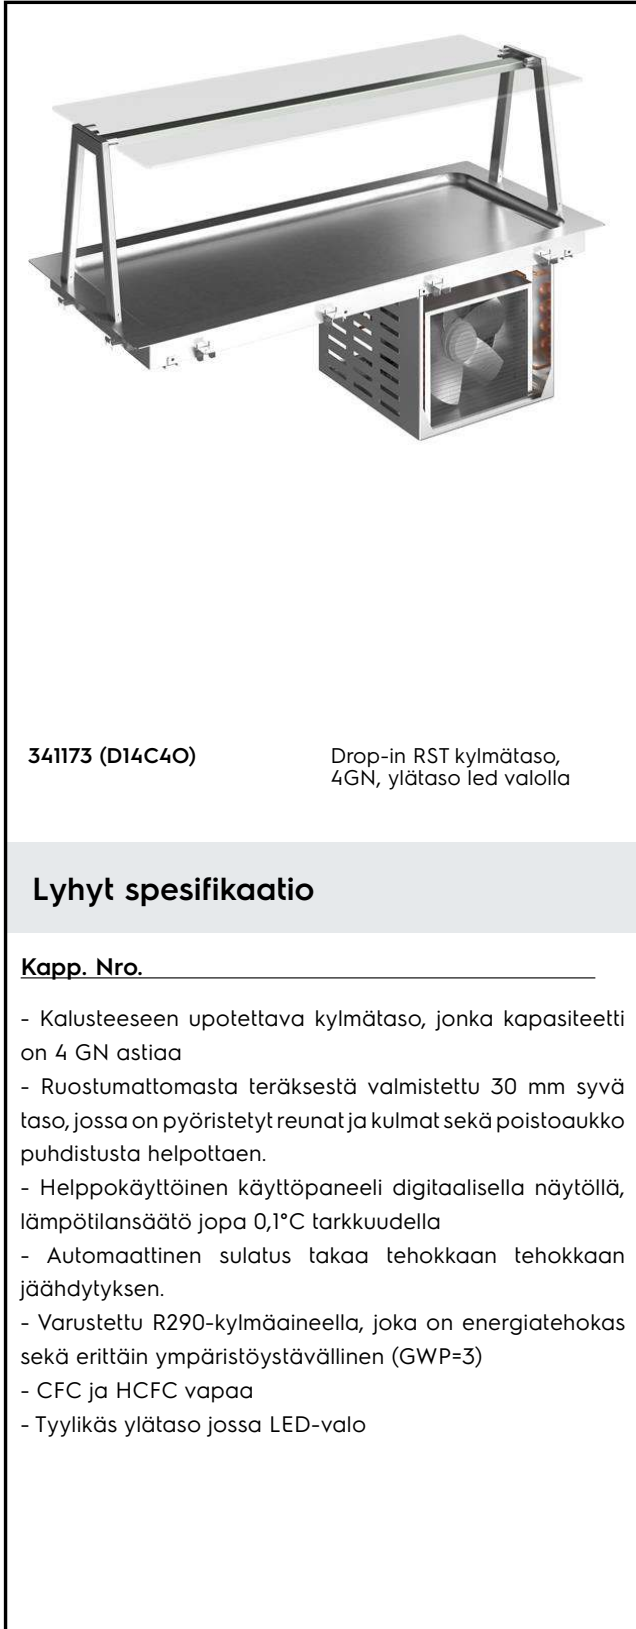 341173 (D14C4O)
Drop-in RST kylmätaso,
4GN, ylätaso led valolla
Lyhyt spesifikaatio
Kapp. Nro.
- Kalusteeseen upotettava kylmätaso, jonka kapasiteetti
on 4 GN astiaa
- Ruostumattomasta teräksestä valmistettu 30 mm syvä
taso, jossa on pyöristetyt reunat ja kulmat sekä poistoaukko
puhdistusta helpottaen.
- Helppokäyttöinen käyttöpaneeli digitaalisella näytöllä,
lämpötilansäätö jopa 0,1°C tarkkuudella
- Automaattinen sulatus takaa tehokkaan tehokkaan
jäähdytyksen.
- Varustettu R290-kylmäaineella, joka on energiatehokas
sekä erittäin ympäristöystävällinen (GWP=3)
- CFC ja HCFC vapaa
- Tyylikäs ylätaso jossa LED-valo